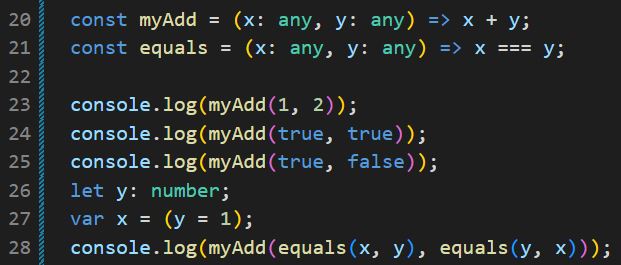 20 const myAdd = (x: any, y: any) => x + y;
21 const equals = (x: any, y: any) => x === y;
22
23 console.log(myAdd(1, 2));
24 console.log(myAdd(true, true));
25 console.log(myAdd(true, false));
26 let y: number;
27 var x = (y = 1);
28 console.log(myAdd(equals(x, y), equals(y, x)));